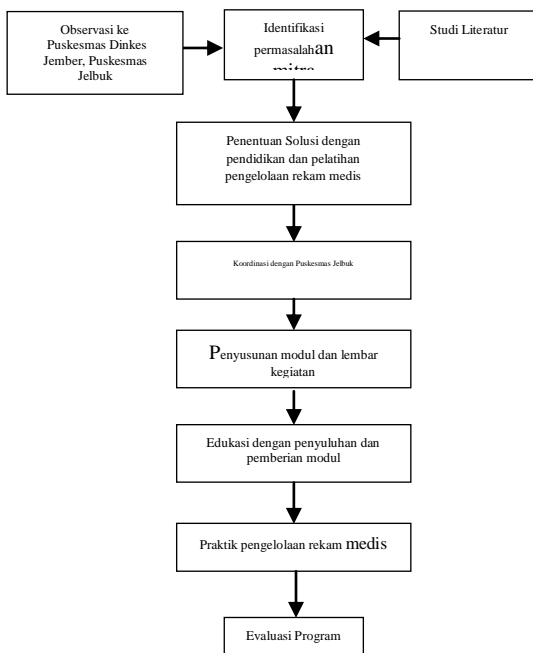 Observasi ke
Puskesmas Dinkes
Jember, Puskesmas
Jelbuk
Identifikasi
permasalahan
mitra
Studi Literatur
Penentuan Solusi dengan
pendidikan dan pelatihan
pengelolaan rekam medis
Koordinasi dengan Puskesmas Jelbuk
Penyusunan modul dan lembar
kegiatan
Edukasi dengan penyuluhan dan
pemberian modul
Praktik pengelolaan rekam medis
Evaluasi Program